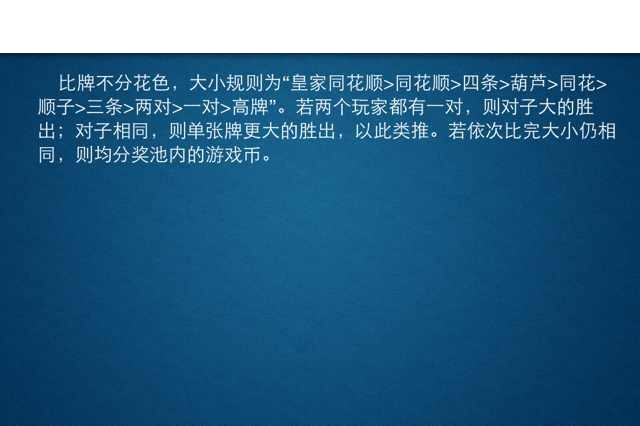 比牌不分花色，大小规则为“皇家同花顺>同花顺>四条>葫芦>同花>
顺子>三条>两对>一对>高牌”。若两个玩家都有一对，则对子大的胜
出；对子相同，则单张牌更大的胜出，以此类推。若依次比完大小仍相
同，则均分奖池内的游戏币。